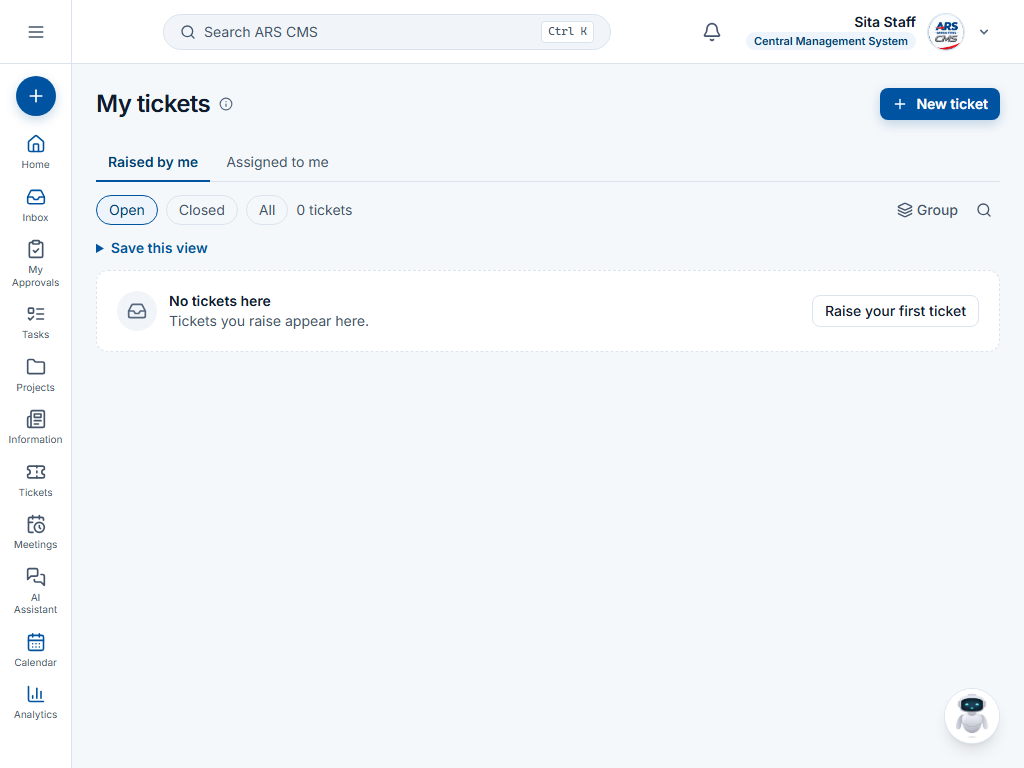 Search ARS CMS
Ctrl K
Sita Staff
Central Management System
ARS
CMS
Home
Inbox
My
Approvals
Tasks
Projects
Information
Tickets
Meetings
AI
Assistant
Calendar
Analytics
My tickets
New ticket
Raised by me
Assigned to me
Open
Closed
All
0 tickets
Group
Save this view
No tickets here
Tickets you raise appear here.
Raise your first ticket